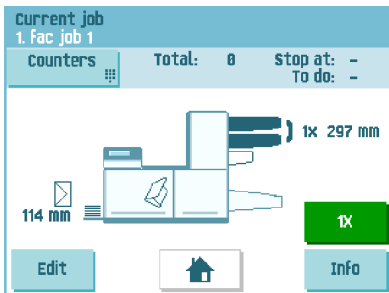 Current job
1. Fac job 1
Counters
Total: 0
Stop at: -
To do: -
1x 297 mm
114 mm
1X
Edit
Info